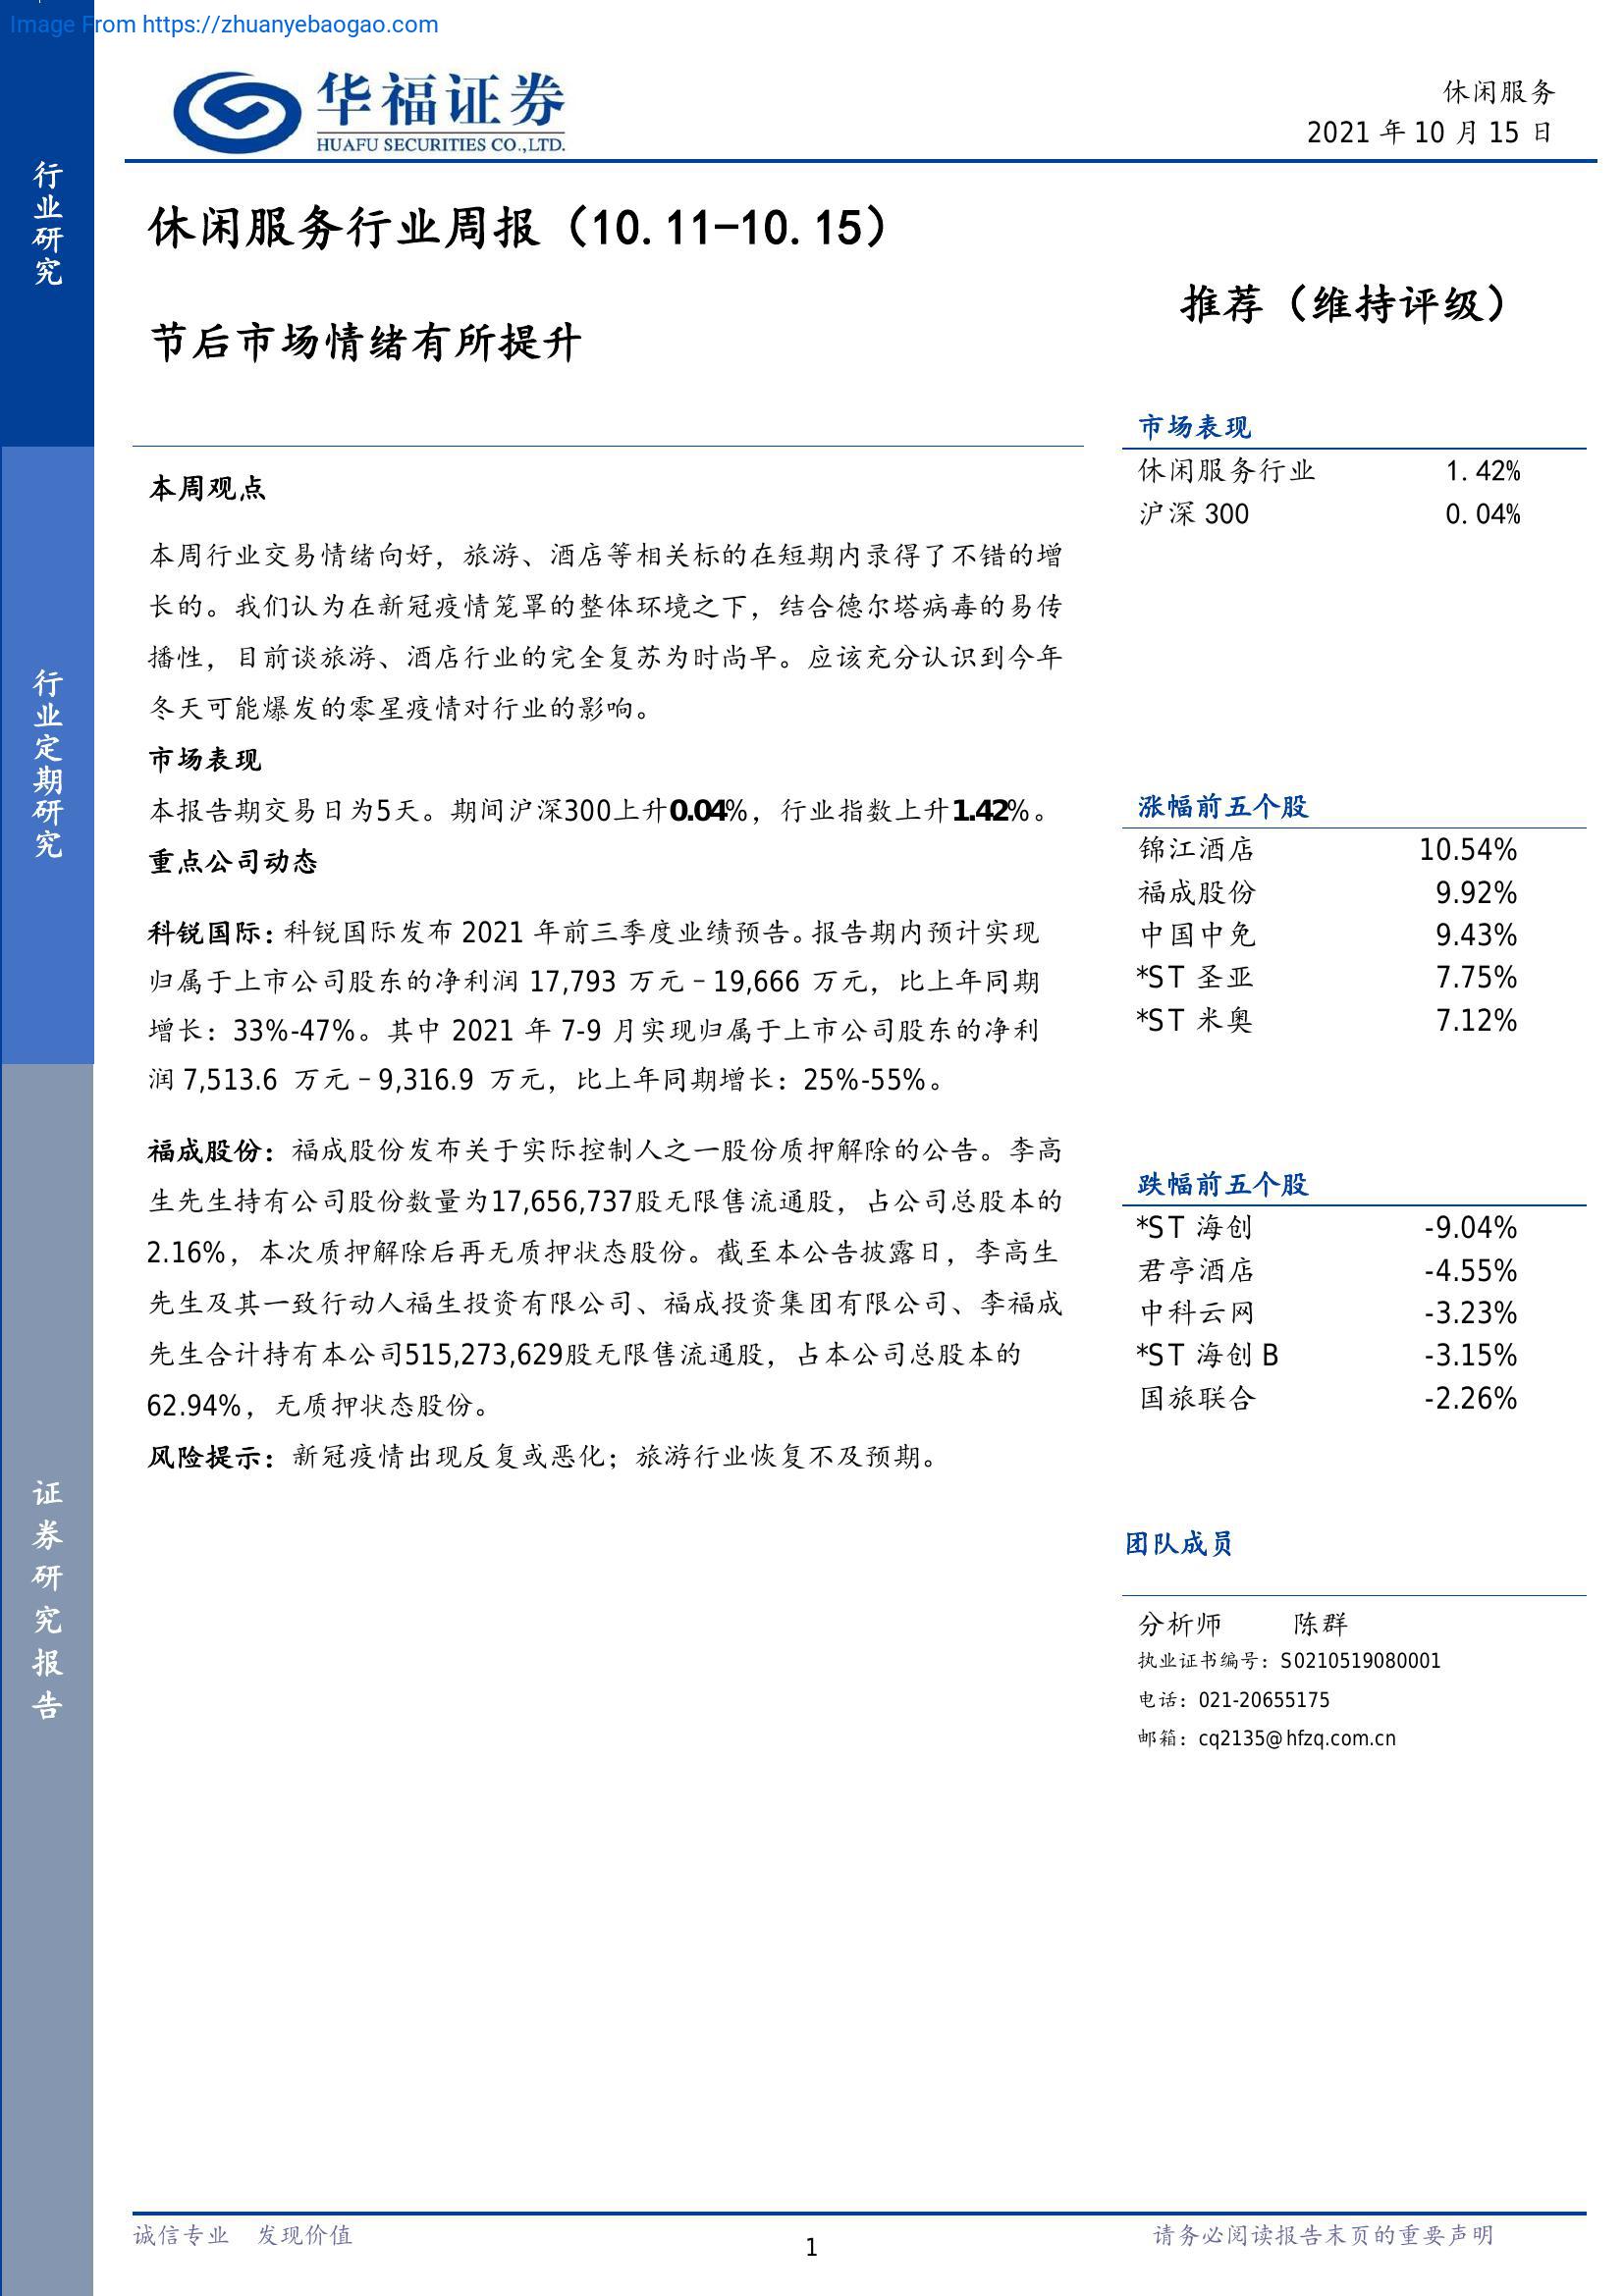 Image From https://zhuanyebaogao.com
华福证券
HUAFU SECURITIES CO.,LTD.
休闲服务
2021 年 10 月 15 日
行业研究
行业定期研究
证券研究报告
休闲服务行业周报（10.11-10.15）
节后市场情绪有所提升
推荐（维持评级）
本周观点
本周行业交易情绪向好，旅游、酒店等相关标的在短期内录得了不错的增
长的。我们认为在新冠疫情笼罩的整体环境之下，结合德尔塔病毒的易传
播性，目前谈旅游、酒店行业的完全复苏为时尚早。应该充分认识到今年
冬天可能爆发的零星疫情对行业的影响。
市场表现
本报告期交易日为5天。期间沪深300上升0.04%，行业指数上升1.42%。
重点公司动态
科锐国际：科锐国际发布 2021 年前三季度业绩预告。报告期内预计实现
归属于上市公司股东的净利润 17,793 万元–19,666 万元，比上年同期
增长：33%-47%。其中 2021 年 7-9 月实现归属于上市公司股东的净利
润 7,513.6 万元–9,316.9 万元，比上年同期增长：25%-55%。
福成股份：福成股份发布关于实际控制人之一股份质押解除的公告。李高
生先生持有公司股份数量为17,656,737股无限售流通股，占公司总股本的
2.16%，本次质押解除后再无质押状态股份。截至本公告披露日，李高生
先生及其一致行动人福生投资有限公司、福成投资集团有限公司、李福成
先生合计持有本公司515,273,629股无限售流通股，占本公司总股本的
62.94%，无质押状态股份。
风险提示：新冠疫情出现反复或恶化；旅游行业恢复不及预期。
市场表现
休闲服务行业 1.42%
沪深 300 0.04%
涨幅前五个股
锦江酒店 10.54%
福成股份 9.92%
中国中免 9.43%
*ST 圣亚 7.75%
*ST 米奥 7.12%
跌幅前五个股
*ST 海创 -9.04%
君亭酒店 -4.55%
中科云网 -3.23%
*ST 海创 B -3.15%
国旅联合 -2.26%
团队成员
分析师 陈群
执业证书编号：S0210519080001
电话：021-20655175
邮箱：cq2135@hfzq.com.cn
诚信专业 发现价值
1
请务必阅读报告末页的重要声明